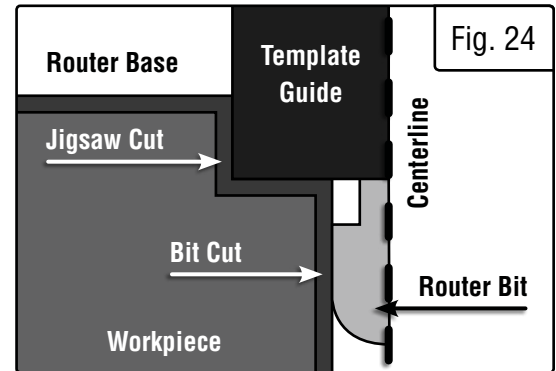 Fig. 24
Router Base
Template
Guide
Centerline
Jigsaw Cut
Bit Cut
Router Bit
Workpiece